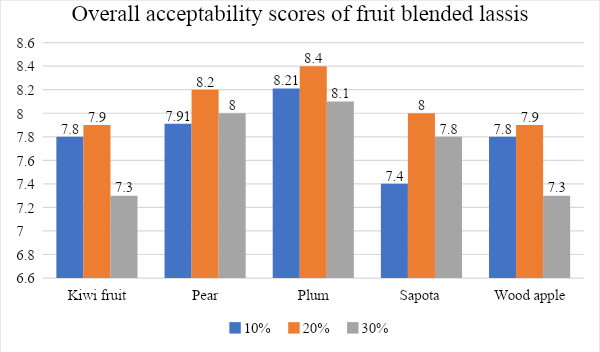 Overall acceptability scores of fruit blended lassis
8.6
8.4
8.2
8
7.8
7.6
7.4
7.2
7
6.8
6.6
7.8 7.9 7.3
7.91 8.2 8
8.21 8.4 8.1
7.4 8 7.8
7.8 7.9 7.3
Kiwi fruit Pear Plum Sapota Wood apple
10% 20% 30%